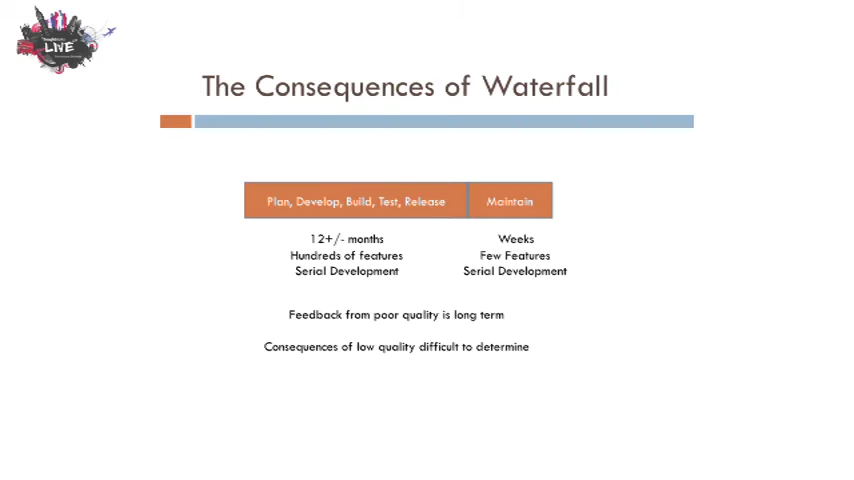 LIVE
The Consequences of Waterfall
Plan, Develop, Build, Test, Release
Maintain
12+/- months
Hundreds of features
Serial Development
Weeks
Few Features
Serial Development
Feedback from poor quality is long term
Consequences of low quality difficult to determine